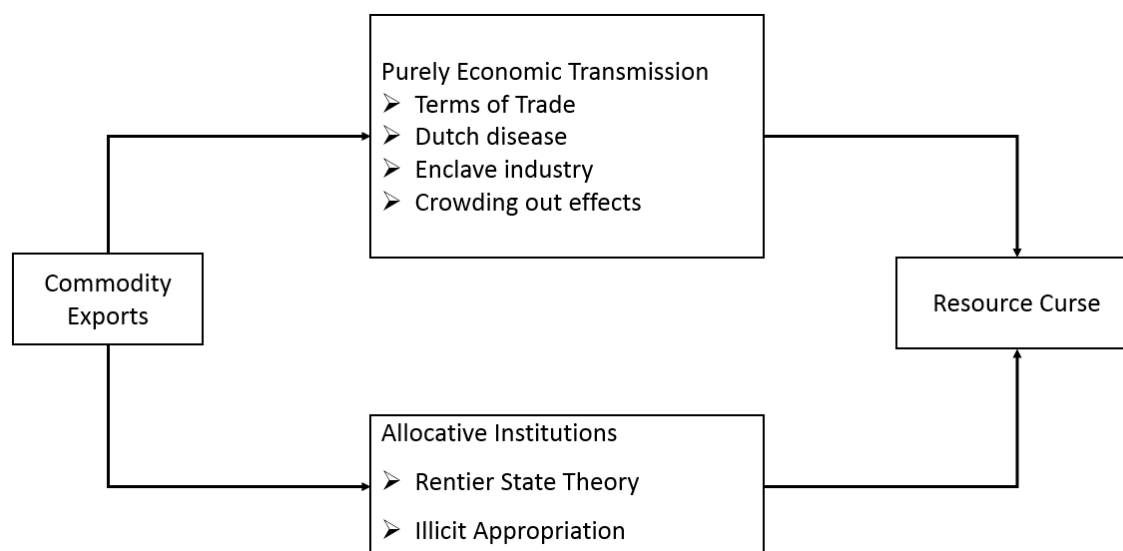 Purely Economic Transmission
➢ Terms of Trade
➢ Dutch disease
➢ Enclave industry
➢ Crowding out effects
Commodity
Exports
Resource Curse
Allocative Institutions
➢ Rentier State Theory
➢ Illicit Appropriation